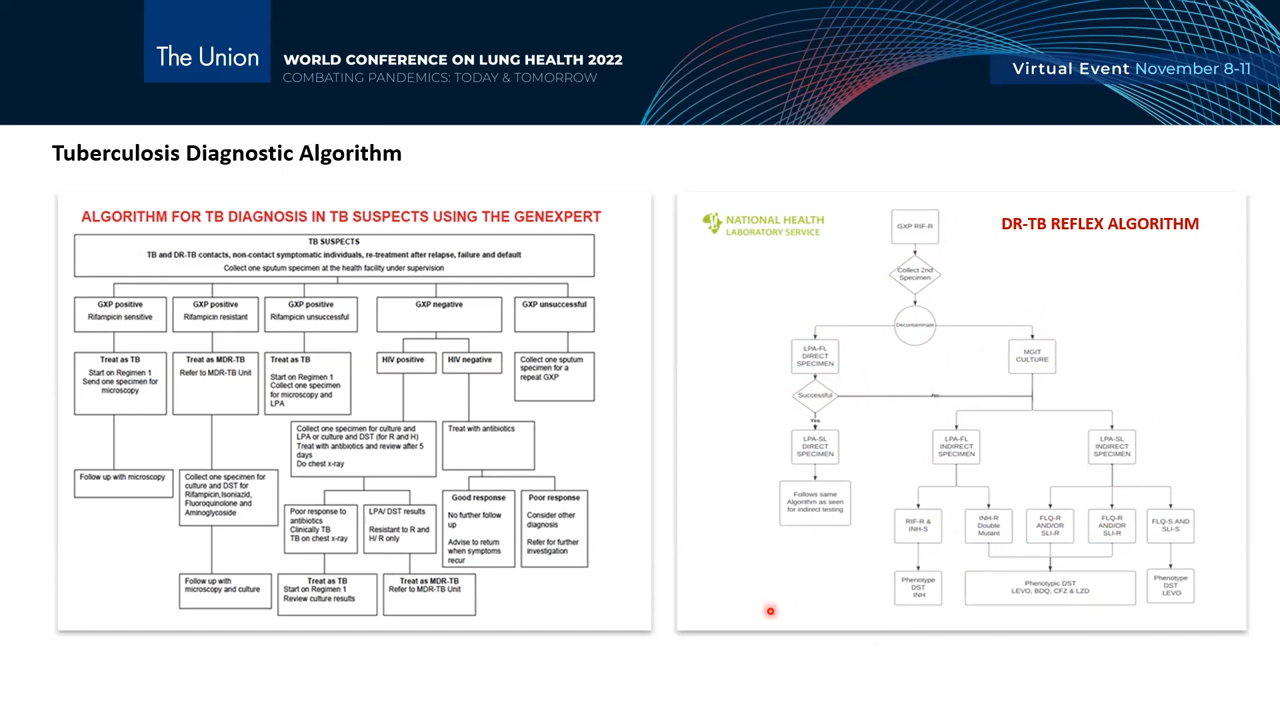 The Union
WORLD CONFERENCE ON LUNG HEALTH 2022
COMBATING PANDEMICS: TODAY & TOMORROW
Virtual Event November 8-11
Tuberculosis Diagnostic Algorithm
ALGORITHM FOR TB DIAGNOSIS IN TB SUSPECTS USING THE GENEXPERT
TB SUSPECTS
TB and DR-TB contacts, non-contact symptomatic individuals, re-treatment after relapse, failure and default
Collect one sputum specimen at the health facility under supervision
GXP positive
Rifampicin sensitive
GXP positive
Rifampicin resistant
GXP positive
Rifampicin unsuccessful
GXP negative
GXP unsuccessful
Treat as TB
Start on Regimen 1
Send one specimen for
microscopy
Treat as MDR-TB
Refer to MDR-TB Unit
Treat as TB
Start on Regimen 1
Collect one specimen
for microscopy and
LPA
HIV positive
HIV negative
Collect one sputum
specimen for a
repeat GXP
Collect one specimen for culture and
LPA or culture and DST (for R and H)
Treat with antibiotics and review after 5
days
Do chest x-ray
Treat with antibiotics
Follow up with microscopy
Collect one specimen for
culture and DST for
Rifampicin,Isoniazid,
Fluoroquinolone and
Aminoglycoside
Poor response to
antibiotics
Clinically TB
TB on chest x-ray
LPA/ DST results
Resistant to R and
H/ R only
Good response
No further follow
up
Advise to return
when symptoms
recur
Poor response
Consider other
diagnosis
Refer for further
investigation
Follow up with
microscopy and culture
Treat as TB
Start on Regimen 1
Review culture results
Treat as MDR-TB
Refer to MDR-TB Unit
NATIONAL HEALTH
LABORATORY SERVICE
DR-TB REFLEX ALGORITHM
GXP RIF-R
Collect 2nd
Specimen
Decontaminate
LPA-FL
DIRECT
SPECIMEN
MGIT
CULTURE
Successful
No
Yes
LPA-SL
DIRECT
SPECIMEN
LPA-FL
INDIRECT
SPECIMEN
LPA-SL
INDIRECT
SPECIMEN
Follows same
Algorithm as seen
for indirect testing
RIF-R &
INH-S
INH-R
Double
Mutant
FLQ-R
AND/OR
SLI-R
FLQ-R
AND/OR
SLI-R
FLQ-S AND
SLI-S
Phenotype
DST
INH
Phenotypic DST
LEVO, BDQ, CFZ & LZD
Phenotype
DST
LEVO